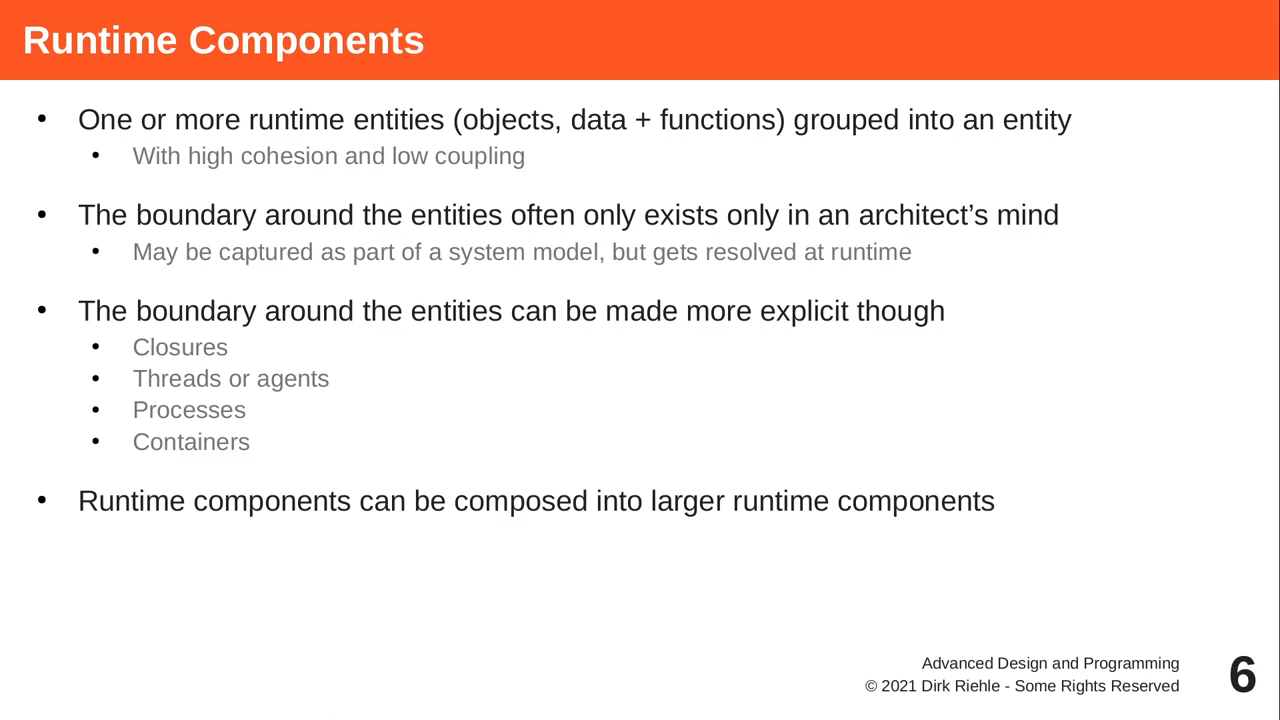 Runtime Components
• One or more runtime entities (objects, data + functions) grouped into an entity
• With high cohesion and low coupling
• The boundary around the entities often only exists only in an architect’s mind
• May be captured as part of a system model, but gets resolved at runtime
• The boundary around the entities can be made more explicit though
• Closures
• Threads or agents
• Processes
• Containers
• Runtime components can be composed into larger runtime components
Advanced Design and Programming
© 2021 Dirk Riehle - Some Rights Reserved
6